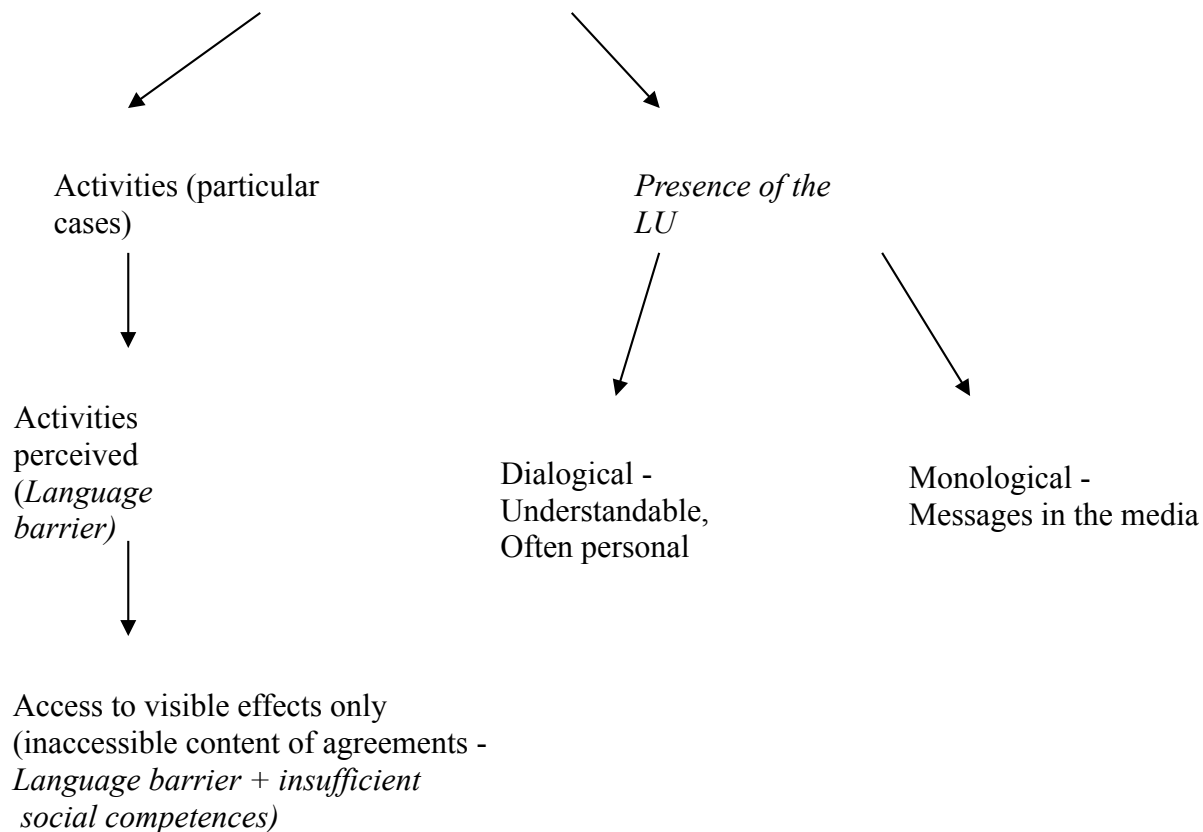 Activities (particular
cases)
Presence of the
LU
Activities
perceived
(Language
barrier)
Dialogical -
Understandable,
Often personal
Monological -
Messages in the media
Access to visible effects only
(inaccessible content of agreements -
Language barrier + insufficient
social competences)